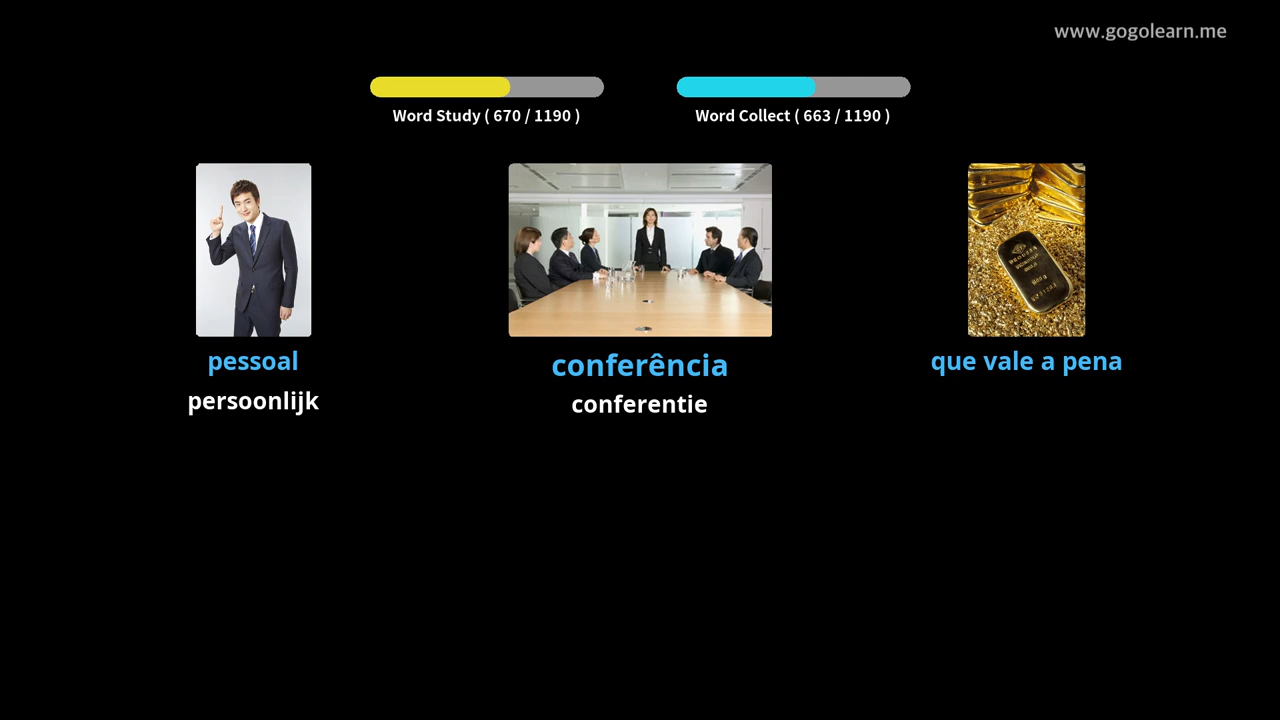 www.gogolearn.me
Word Study ( 670 / 1190 )
Word Collect ( 663 / 1190 )
pessoal
conferência
que vale a pena
persoonlijk
conferentie